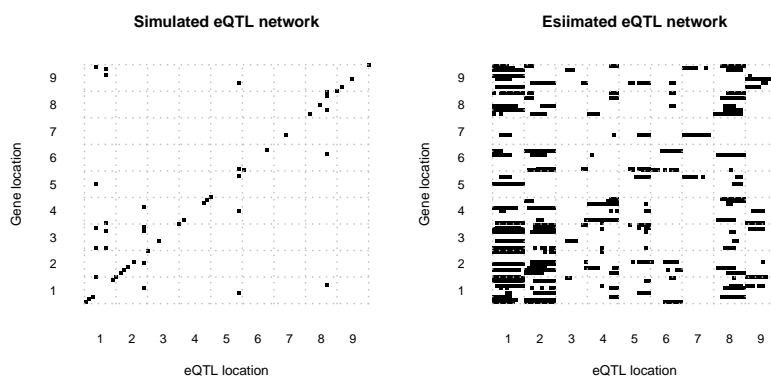 Simulated eQTL network
Gene location
9
8
7
6
5
4
3
2
1
1 2 3 4 5 6 7 8 9
eQTL location
Esiimated eQTL network
Gene location
9
8
7
6
5
4
3
2
1
1 2 3 4 5 6 7 8 9
eQTL location